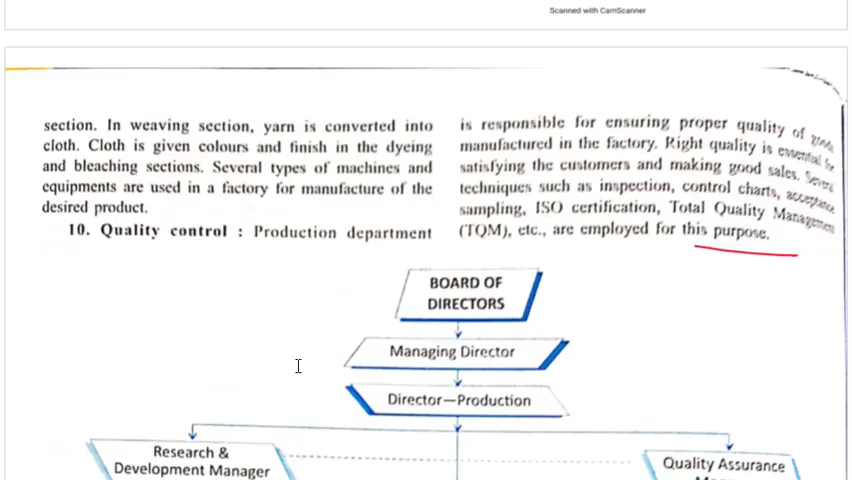 Scanned with CamScanner
section. In weaving section, yarn is converted into
cloth. Cloth is given colours and finish in the dyeing
and bleaching sections. Several types of machines and
equipments are used in a factory for manufacture of the
desired product.
10. Quality control : Production department
is responsible for ensuring proper quality of goods
manufactured in the factory. Right quality is essential for
satisfying the customers and making good sales. Several
techniques such as inspection, control charts, acceptance
sampling, ISO certification, Total Quality Management
(TQM), etc., are employed for this purpose.
BOARD OF
DIRECTORS
Managing Director
Director—Production
Research &
Development Manager
Quality Assurance